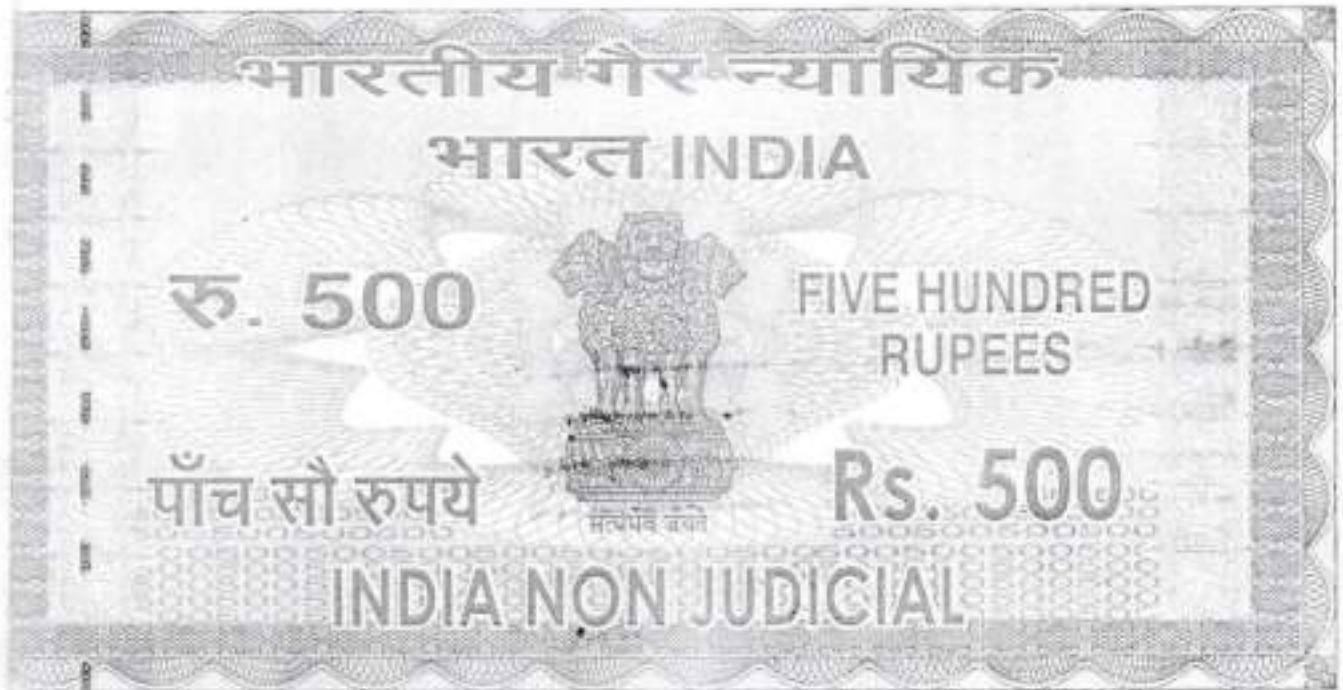 भारतीय गैर न्यायिक
भारत INDIA
रु. 500
FIVE HUNDRED
RUPEES
पाँच सौ रुपये
Rs. 500
सत्यमेव जयते
INDIA NON JUDICIAL